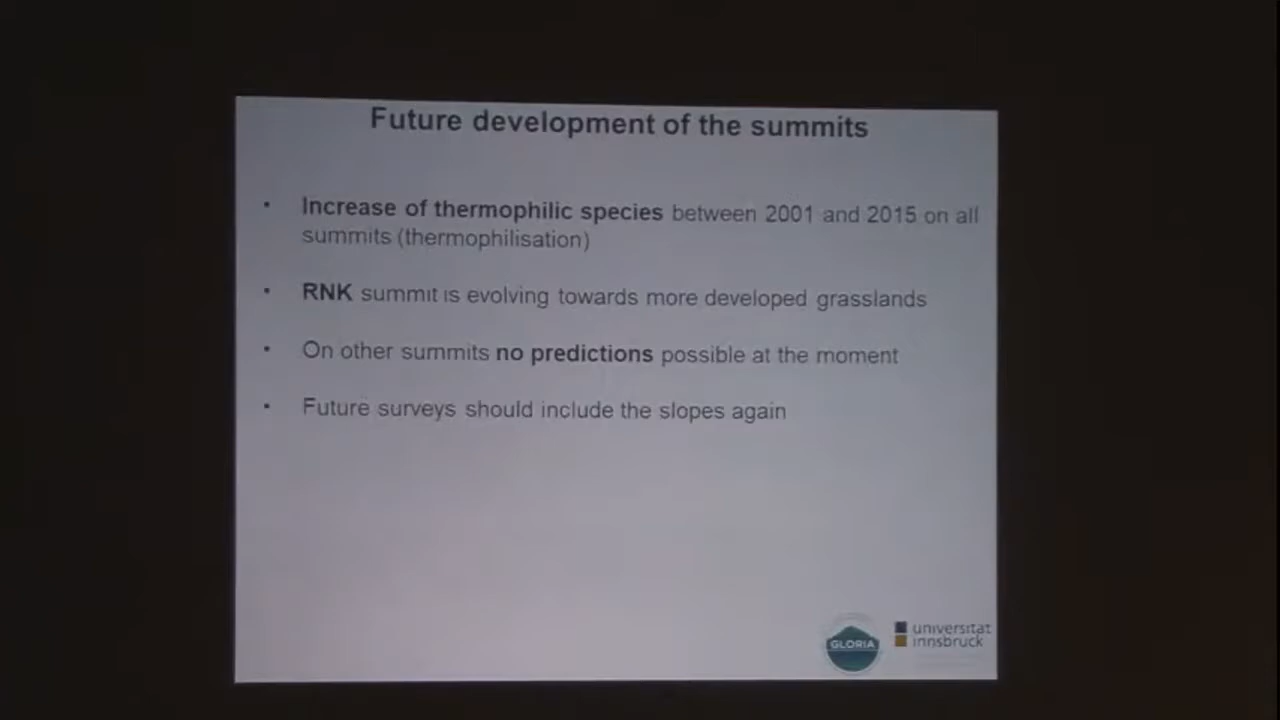 Future development of the summits
• Increase of thermophilic species between 2001 and 2015 on all
summits (thermophilisation)
• RNK summit is evolving towards more developed grasslands
• On other summits no predictions possible at the moment
• Future surveys should include the slopes again
GLORIA
universität
innsbruck